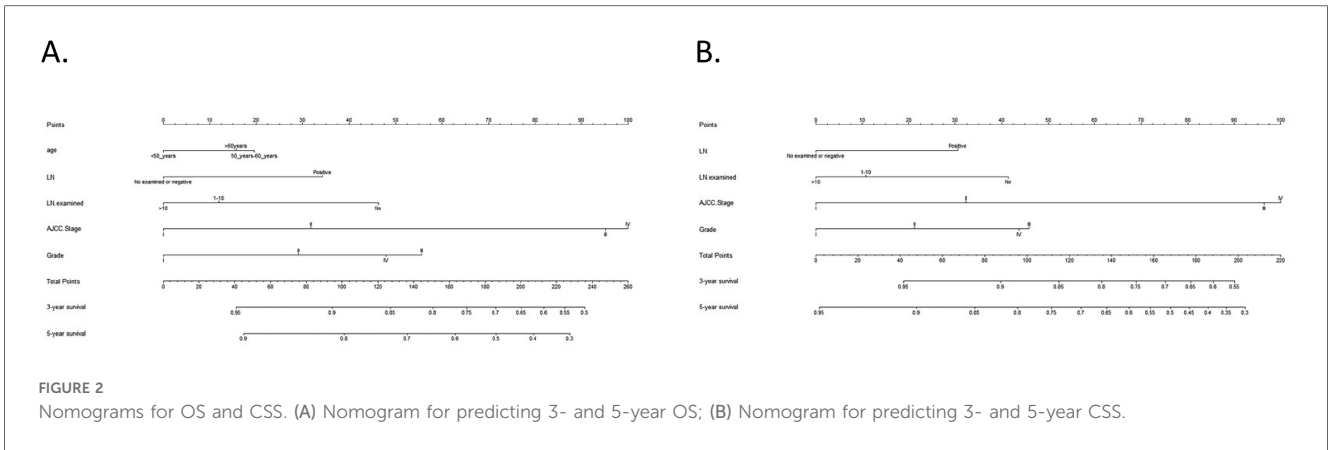 A.
Points
0 10 20 30 40 50 60 70 80 90 100
>60years
age
<50_years 50_years-60_years
Positive
LN
No examined or negative
1-10
LN.examined
>10 No
II IV
AJCC.Stage
I III
II III
Grade
I IV
Total Points
0 20 40 60 80 100 120 140 160 180 200 220 240 260
3-year survival
0.95 0.9 0.85 0.8 0.75 0.7 0.65 0.6 0.55 0.5
5-year survival
0.9 0.8 0.7 0.6 0.5 0.4 0.3
B.
Points
0 10 20 30 40 50 60 70 80 90 100
Positive
LN
No examined or negative
1-10
LN.examined
>10 No
II IV
AJCC.Stage
I III
II III
Grade
I IV
Total Points
0 20 40 60 80 100 120 140 160 180 200 220
3-year survival
0.95 0.9 0.85 0.8 0.75 0.7 0.65 0.6 0.55
5-year survival
0.95 0.9 0.85 0.8 0.75 0.7 0.65 0.6 0.55 0.5 0.45 0.4 0.35 0.3
FIGURE 2
Nomograms for OS and CSS. (A) Nomogram for predicting 3- and 5-year OS; (B) Nomogram for predicting 3- and 5-year CSS.